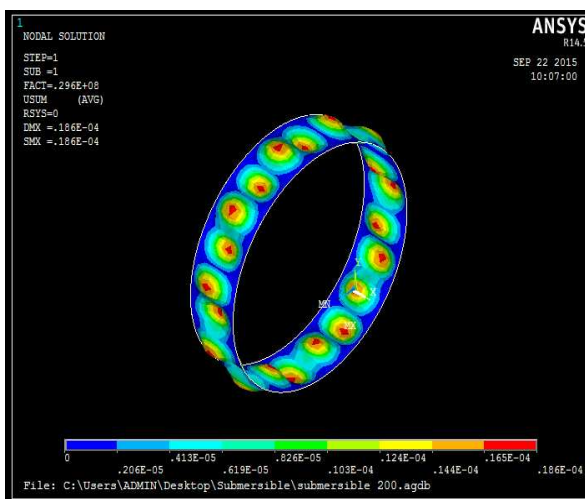 1
NODAL SOLUTION
STEP=1
SUB =1
FACT=.296E+08
USUM (AVG)
RSYS=0
DMX =.186E-04
SMX =.186E-04
ANSYS
R14.5
SEP 22 2015
10:07:00
Y
X
MN
MX
0 .413E-05 .826E-05 .124E-04 .165E-04
.206E-05 .619E-05 .103E-04 .144E-04 .186E-04
File: C:\Users\ADMIN\Desktop\Submersible\submersible 200.agdb